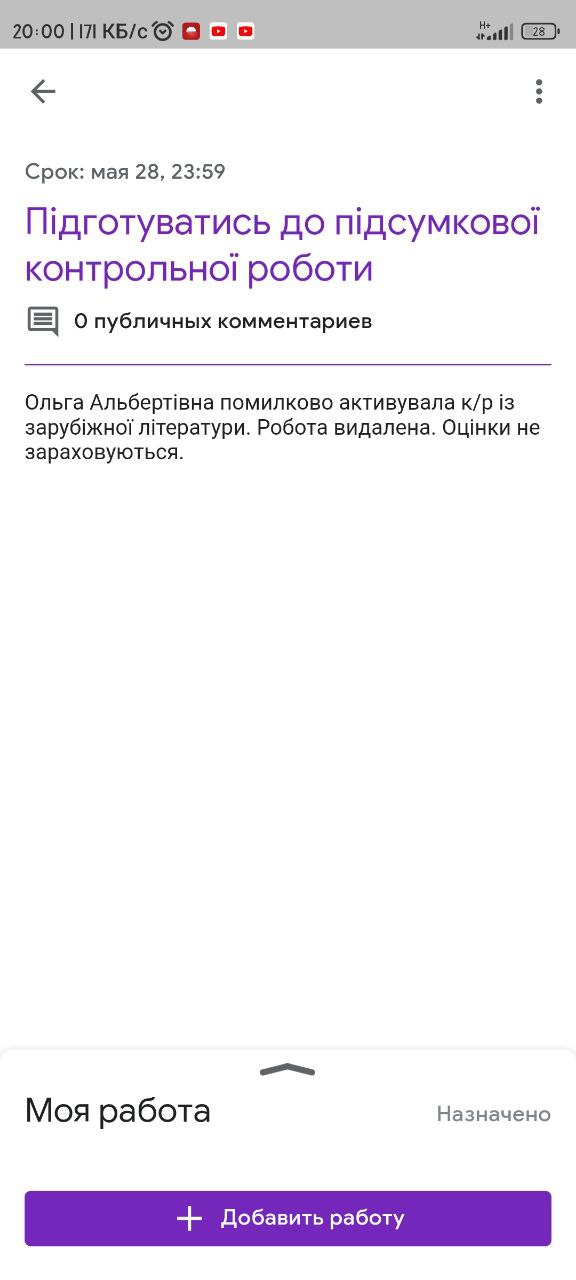 20:00 | 171 КБ/с
H+
28
Срок: мая 28, 23:59
Підготуватись до підсумкової
контрольної роботи
0 публичных комментариев
Ольга Альбертівна помилково активувала к/р із
зарубіжної літератури. Робота видалена. Оцінки не
зараховуються.
Моя работа
Назначено
Добавить работу